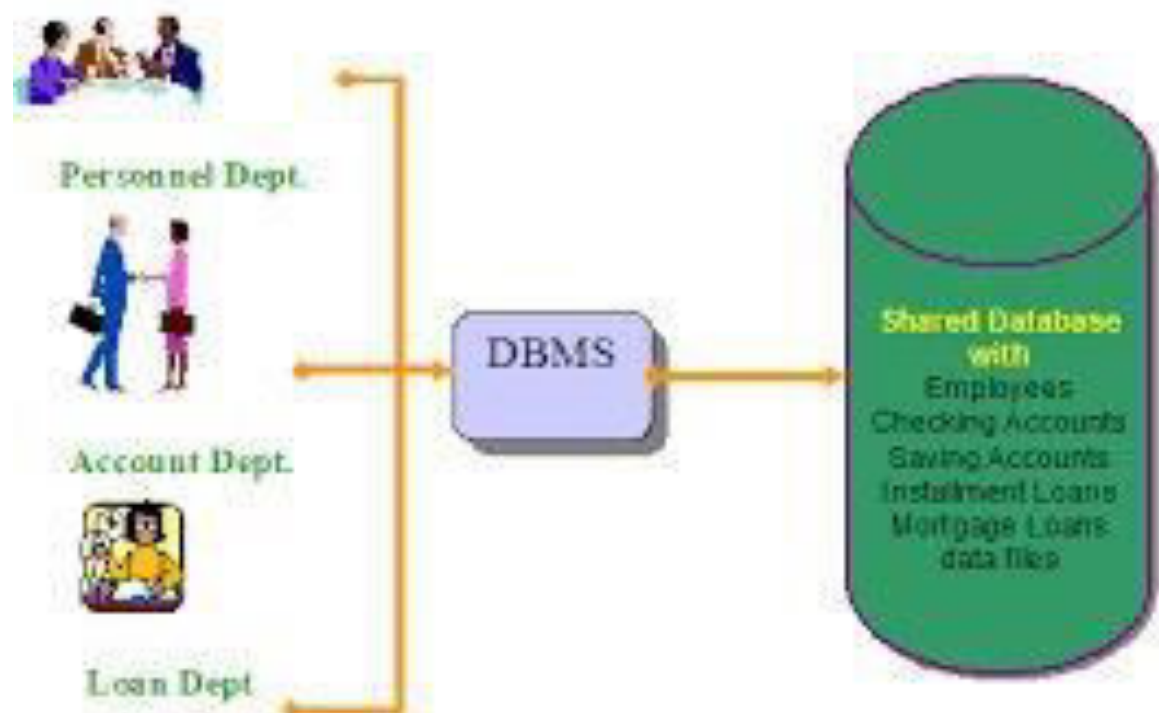 Personnel Dept.
Account Dept.
Loan Dept
DBMS
Shared Database
with
Employees
Checking Accounts
Saving Accounts
Installment Loans
Mortgage Loans
data files